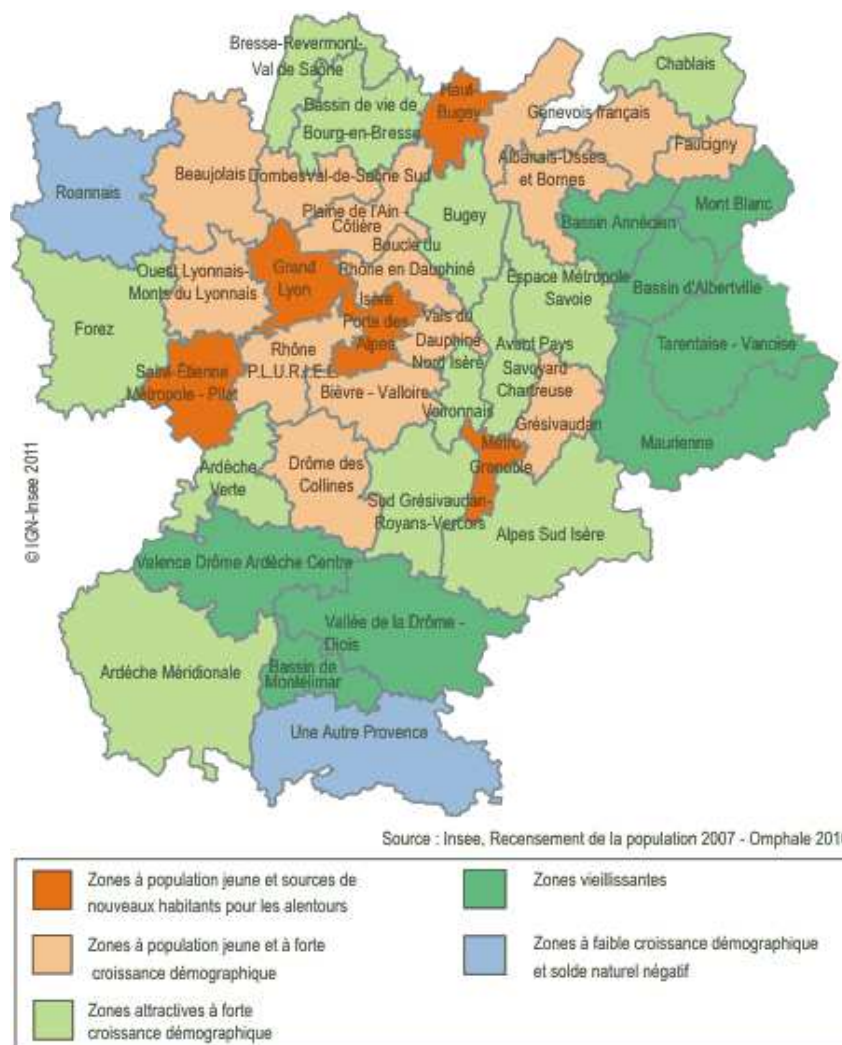 Bresse-Revermont-
Val de Saône
Bassin de vie de
Bourg-en-Bresse
Haut
Bugey
Chablais
Genevois français
Faucigny
Albanais-Usses
et Bornes
Roannais
Beaujolais
Dombes
Val-de-Saône Sud
Bugey
Bassin Annécien
Mont Blanc
Plaine de l'Ain -
Côtière
Boucle du
Rhône en Dauphiné
Ouest Lyonnais-
Monts du Lyonnais
Grand
Lyon
Espace Métropole
Savoie
Bassin d'Albertville
Forez
Isère
Porte des
Alpes
Vals du
Dauphiné
Nord Isère
Avant Pays
Savoyard
Chartreuse
Tarentaise - Vanoise
Saint-Étienne
Métropole - Pilat
Rhône
P.L.U.R.I.E.L
Bièvre - Valloire
Voironnais
Grésivaudan
Maurienne
Métro
Grenoble
Ardèche
Verte
Drôme des
Collines
Sud Grésivaudan-
Royans-Vercors
Alpes Sud Isère
© IGN-Insee 2011
Valence Drôme Ardèche Centre
Vallée de la Drôme -
Diois
Ardèche Méridionale
Bassin de
Montélimar
Une Autre Provence
Source : Insee, Recensement de la population 2007 - Omphale 2010
Zones à population jeune et sources de
nouveaux habitants pour les alentours
Zones à population jeune et à forte
croissance démographique
Zones attractives à forte
croissance démographique
Zones vieillissantes
Zones à faible croissance démographique
et solde naturel négatif